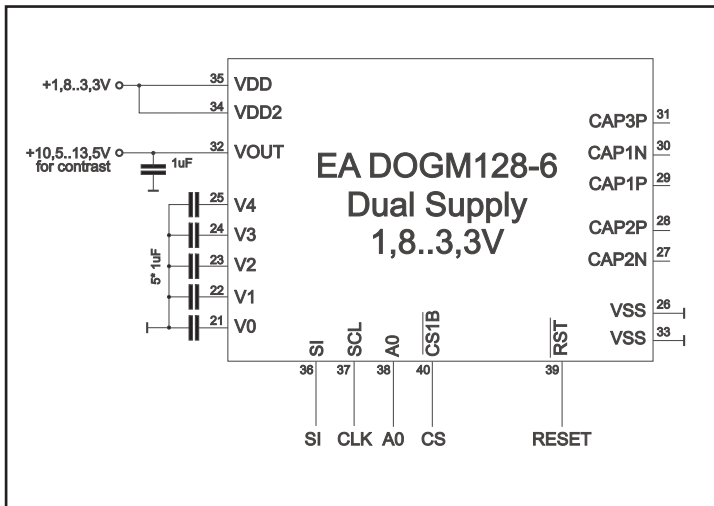 +1,8..3,3V
35 VDD
34 VDD2
+10,5..13,5V
for contrast
32 VOUT
1uF
25 V4
24 V3
23 V2
22 V1
21 V0
5* 1uF
EA DOGM128-6
Dual Supply
1,8..3,3V
CAP3P 31
CAP1N 30
CAP1P 29
CAP2P 28
CAP2N 27
VSS 26
VSS 33
SI SCL A0 CS1B RST
36 37 38 40 39
SI CLK A0 CS RESET